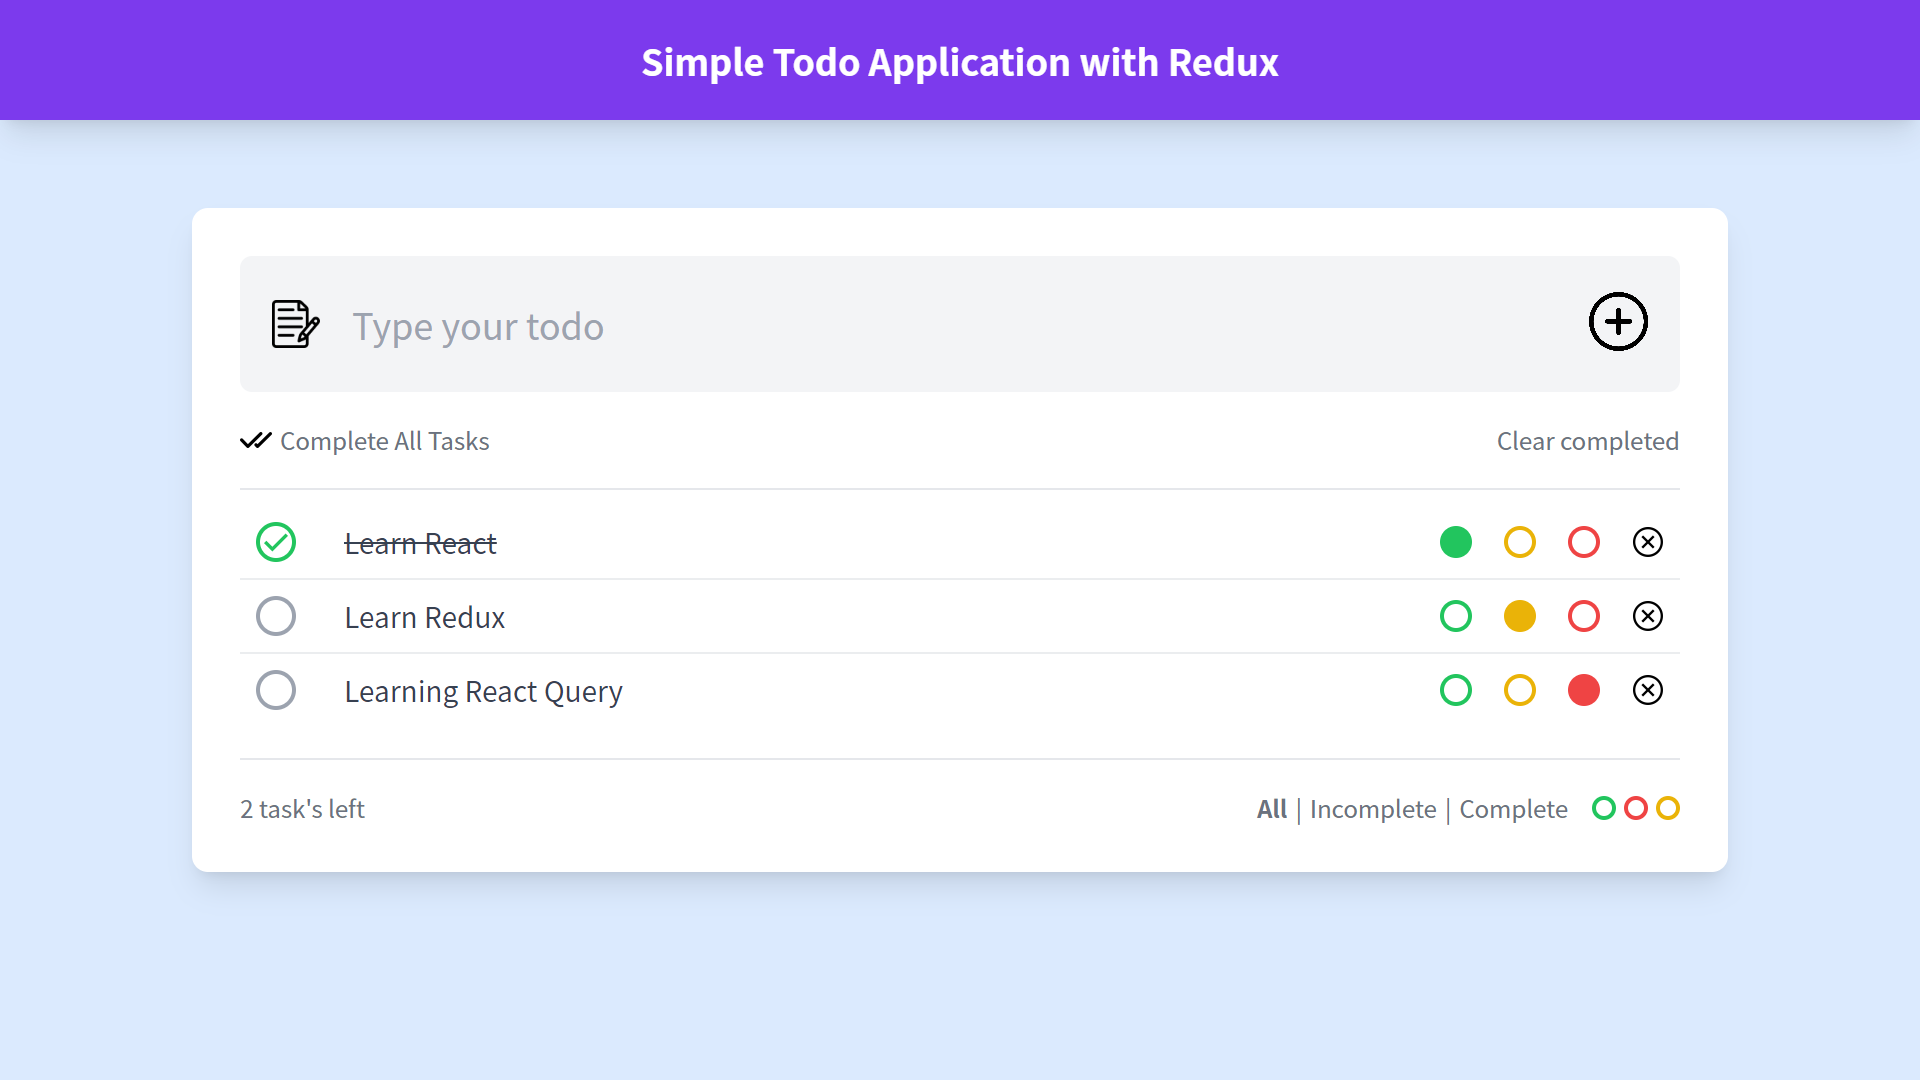 Simple Todo Application with Redux
Type your todo
Complete All Tasks
Clear completed
Learn React
Learn Redux
Learning React Query
2 task's left
All | Incomplete | Complete